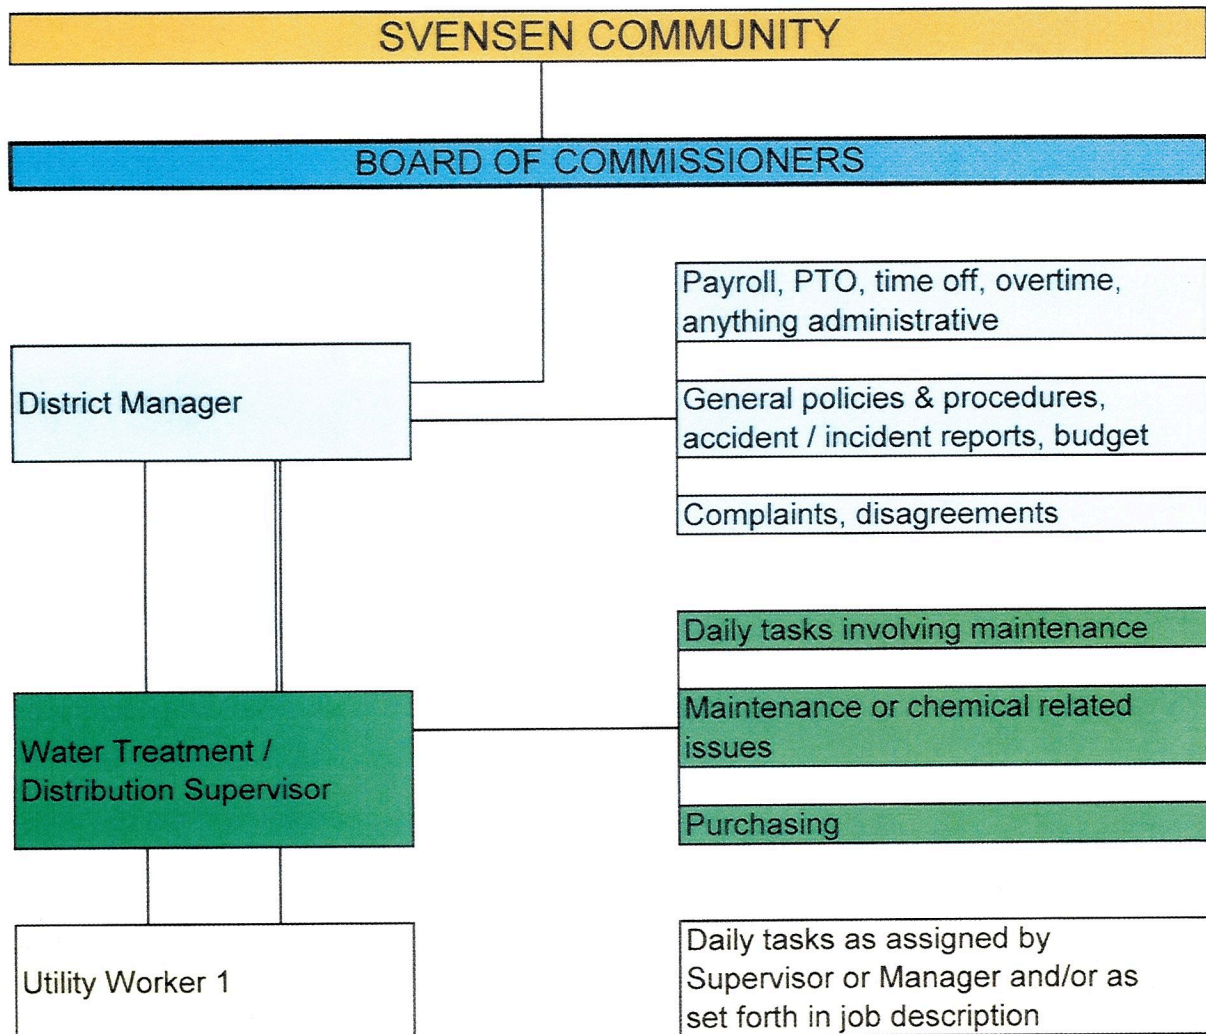 SVENSEN COMMUNITY
BOARD OF COMMISSIONERS
Payroll, PTO, time off, overtime,
anything administrative
District Manager
General policies & procedures,
accident / incident reports, budget
Complaints, disagreements
Daily tasks involving maintenance
Water Treatment /
Distribution Supervisor
Maintenance or chemical related
issues
Purchasing
Utility Worker 1
Daily tasks as assigned by
Supervisor or Manager and/or as
set forth in job description